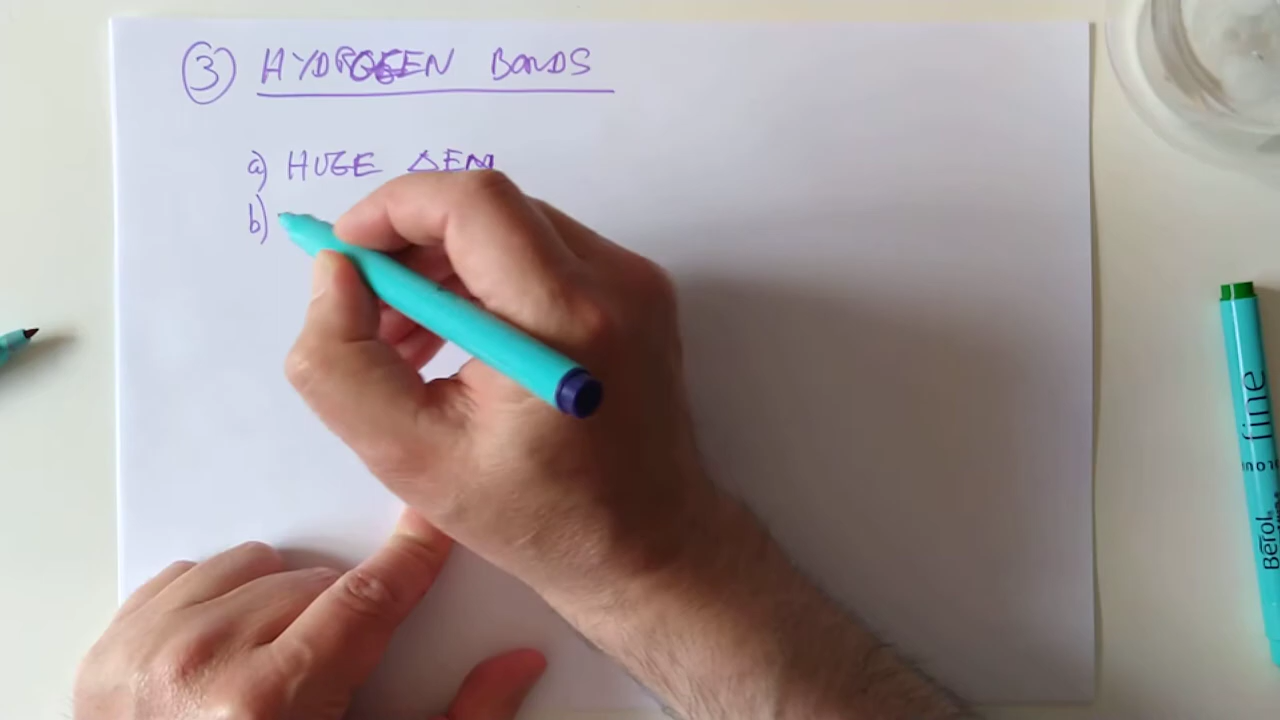 ③ HYDROGEN BONDS
a) HUGE ΔEN
b)
fine
Berol